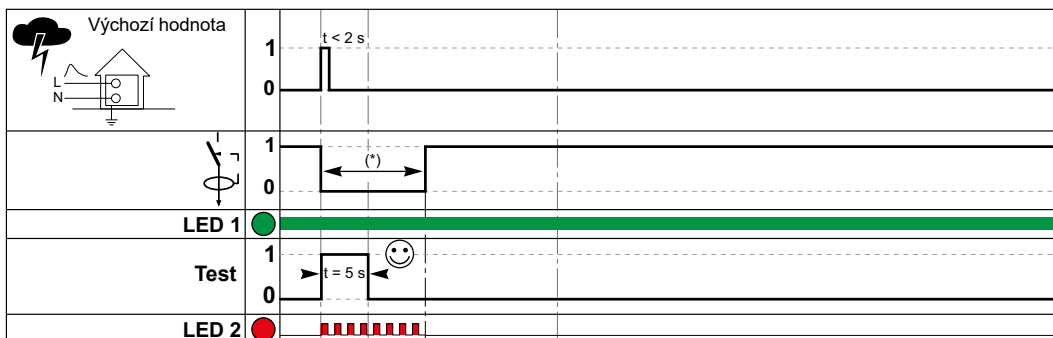 Výchozí hodnota
L
N
1
t < 2 s
0
1
(*)
0
LED 1
Test
1
t = 5 s
0
LED 2